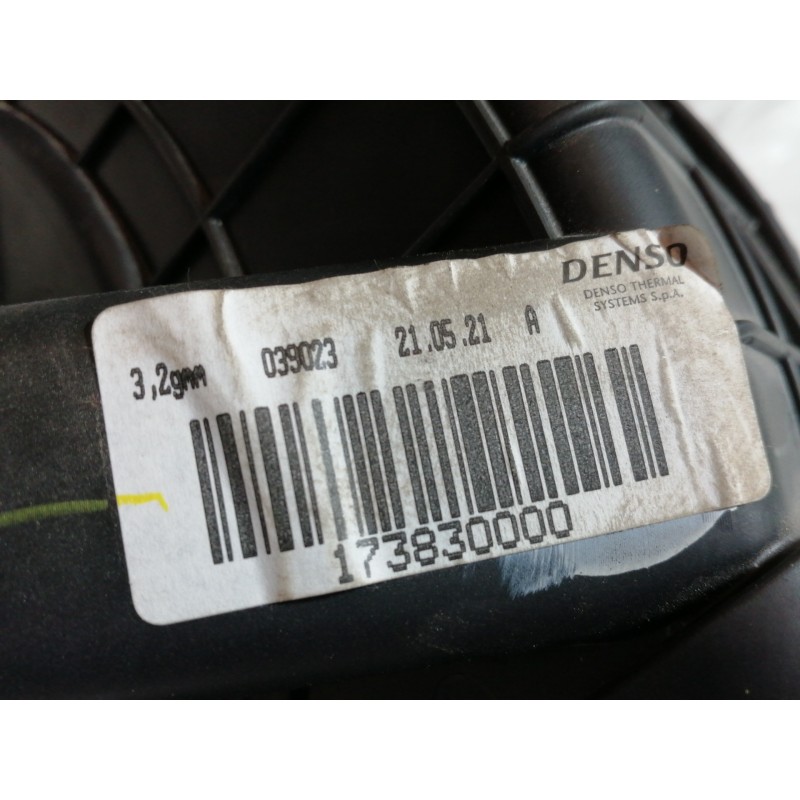 DENSO
DENSO THERMAL
SYSTEMS S.p.A.
3,2gmm 039023 21.05.21 A
173830000